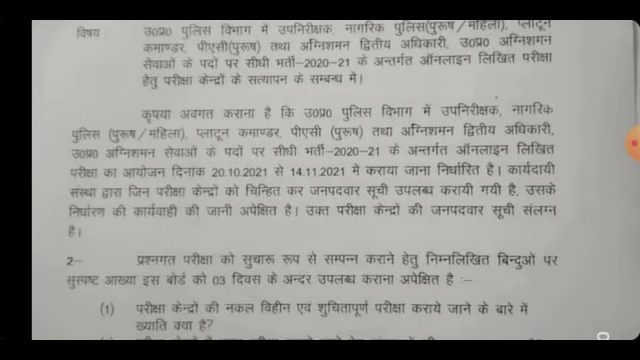 विषय
उ0प्र0 पुलिस विभाग में उपनिरीक्षक, नागरिक पुलिस(पुरूष/महिला), प्लाटून
कमाण्डर, पीएसी(पुरूष) तथा अग्निशमन द्वितीय अधिकारी, उ0प्र0 अग्निशमन
सेवाओं के पदों पर सीधी भर्ती–2020-21 के अन्तर्गत ऑनलाइन लिखित परीक्षा
हेतु परीक्षा केन्द्रों के सत्यापन के सम्बन्ध में।
कृपया अवगत कराना है कि उ0प्र0 पुलिस विभाग में उपनिरीक्षक, नागरिक
पुलिस (पुरूष/महिला), प्लाटून कमाण्डर, पीएसी (पुरूष) तथा अग्निशमन द्वितीय अधिकारी,
उ0प्र0 अग्निशमन सेवाओं के पदों पर सीधी भर्ती–2020-21 के अन्तर्गत ऑनलाइन लिखित
परीक्षा का आयोजन दिनांक 20.10.2021 से 14.11.2021 में कराया जाना निर्धारित है। कार्यदायी
संस्था द्वारा जिन परीक्षा केन्द्रों को चिन्हित कर जनपदवार सूची उपलब्ध करायी गयी है, उसके
निर्धारण की कार्यवाही की जानी अपेक्षित है। उक्त परीक्षा केन्द्रों की जनपदवार सूची संलग्न
है।
2– प्रश्नगत परीक्षा को सुचारू रूप से सम्पन्न कराने हेतु निम्नलिखित बिन्दुओं पर
सुस्पष्ट आख्या इस बोर्ड को 03 दिवस के अन्दर उपलब्ध कराना अपेक्षित है :–
(1) परीक्षा केन्द्रों की नकल विहीन एवं शुचितापूर्ण परीक्षा कराये जाने के बारे में
ख्याति क्या है?